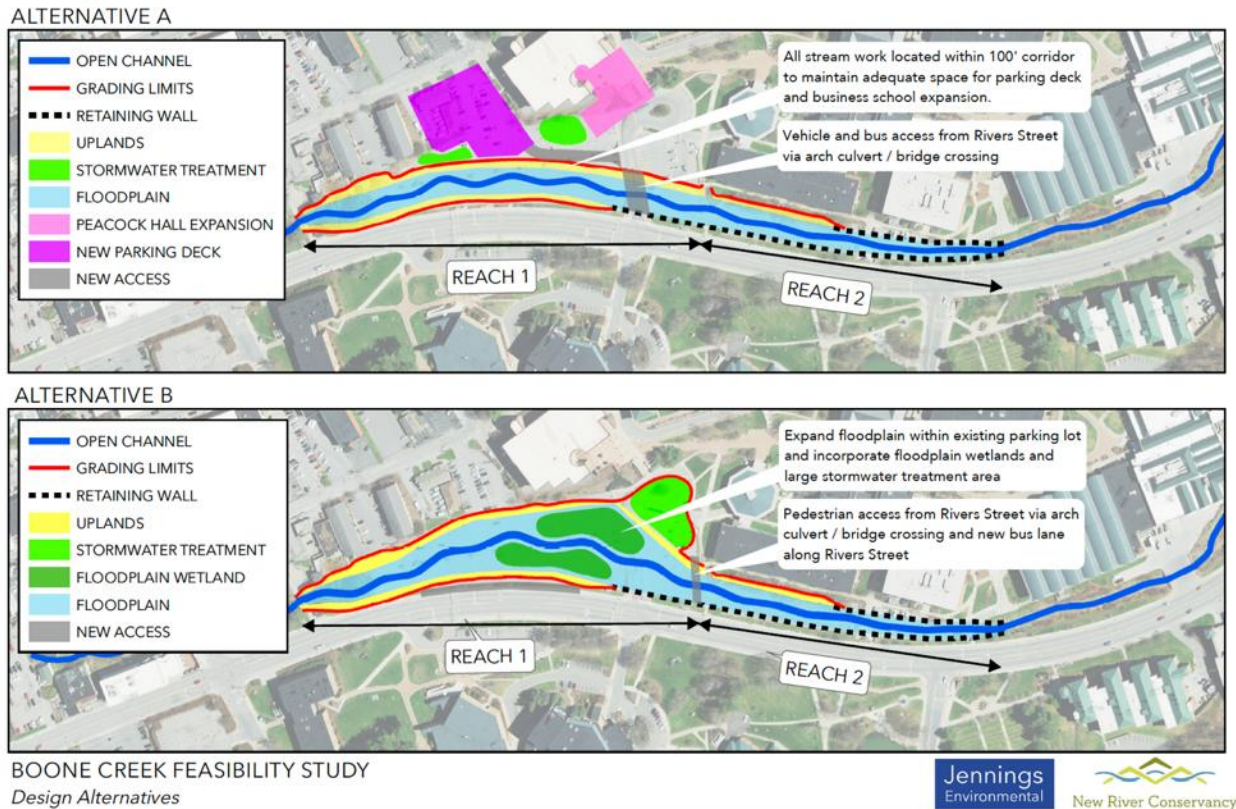 ALTERNATIVE A
OPEN CHANNEL
GRADING LIMITS
RETAINING WALL
UPLANDS
STORMWATER TREATMENT
FLOODPLAIN
PEACOCK HALL EXPANSION
NEW PARKING DECK
NEW ACCESS
All stream work located within 100' corridor
to maintain adequate space for parking deck
and business school expansion.
Vehicle and bus access from Rivers Street
via arch culvert / bridge crossing
REACH 1
REACH 2
ALTERNATIVE B
OPEN CHANNEL
GRADING LIMITS
RETAINING WALL
UPLANDS
STORMWATER TREATMENT
FLOODPLAIN WETLAND
FLOODPLAIN
NEW ACCESS
Expand floodplain within existing parking lot
and incorporate floodplain wetlands and
large stormwater treatment area
Pedestrian access from Rivers Street via arch
culvert / bridge crossing and new bus lane
along Rivers Street
REACH 1
REACH 2
BOONE CREEK FEASIBILITY STUDY
Design Alternatives
Jennings
Environmental
New River Conservancy